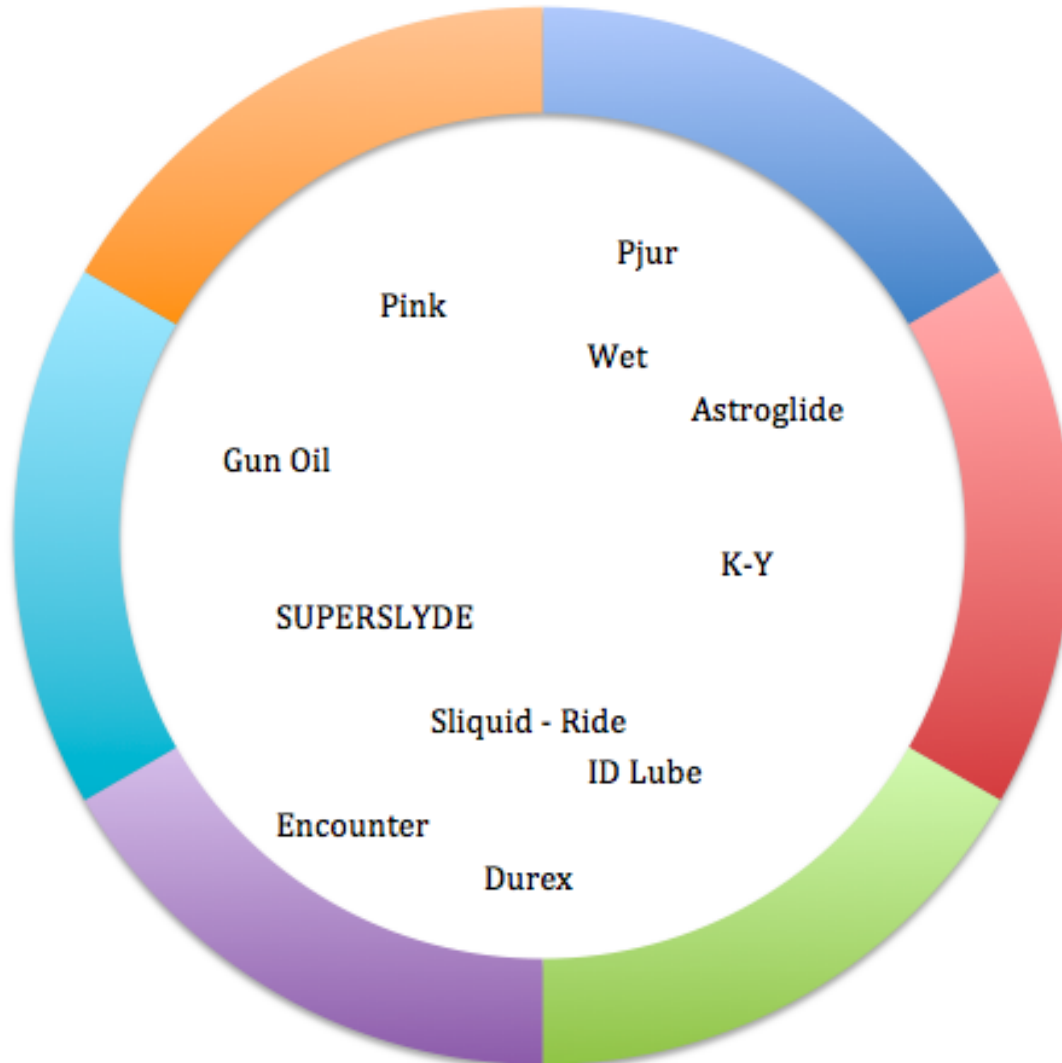 Pjur
Pink
Wet
Astroglide
Gun Oil
K-Y
SUPERSLYDE
Sliquid - Ride
ID Lube
Encounter
Durex